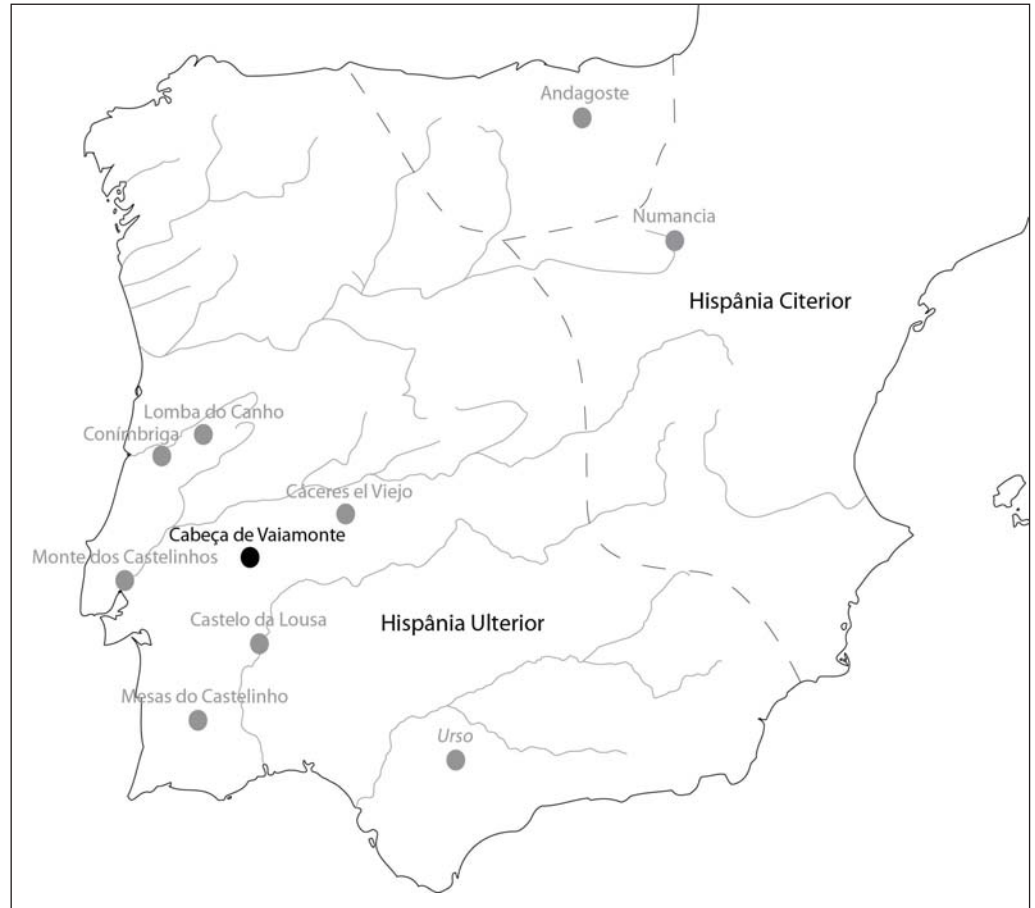 Andagoste
Numancia
Hispânia Citerior
Lomba do Canho
Conímbriga
Cáceres el Viejo
Cabeça de Vaiamonte
Monte dos Castelinhos
Castelo da Lousa
Hispânia Ulterior
Mesas do Castelinho
Urso